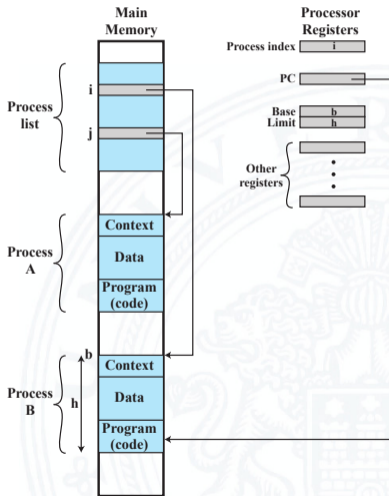 Main
Memory
Processor
Registers
Process index
i
PC
Base
b
Limit
h
Other
registers
i
j
Process
list
Process
A
Context
Data
Program
(code)
b
h
Process
B
Context
Data
Program
(code)